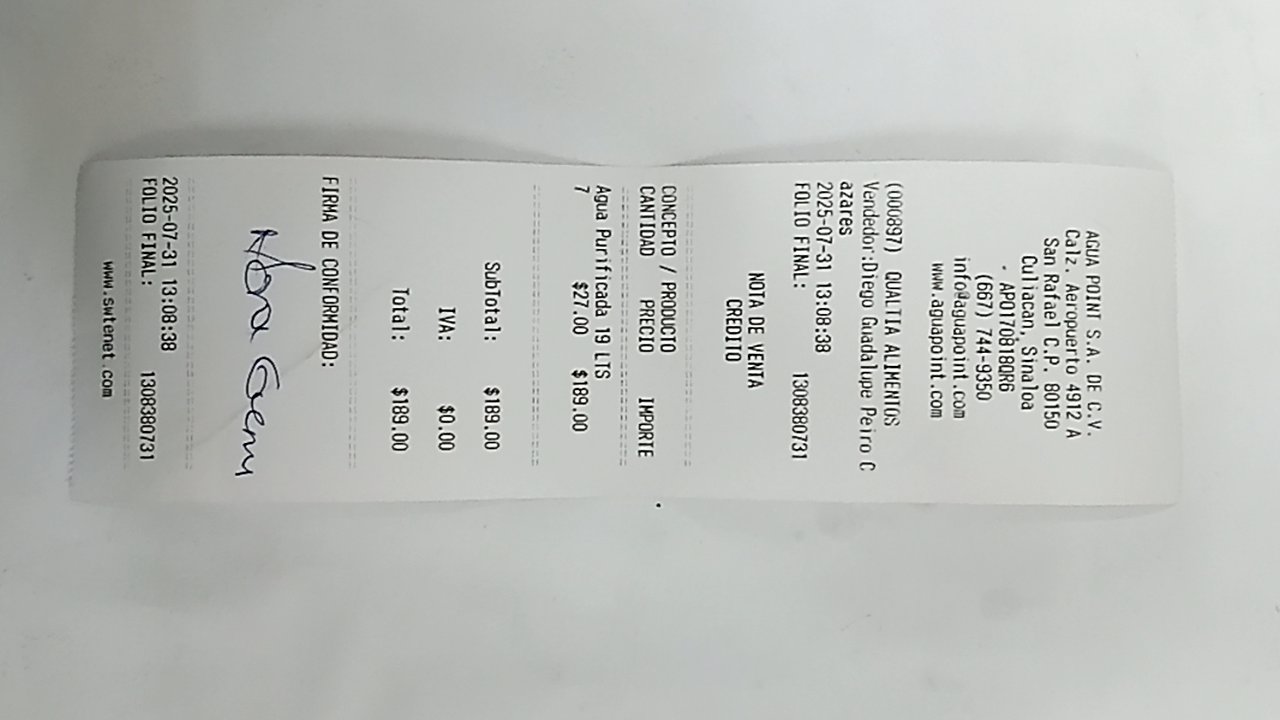 AGUA POINT S.A. DE C.V.
Calz. Aeropuerto 4912 A
San Rafael C.P. 80150
Culiacan, Sinaloa
. APO170818QR6
(667) 744-9350
info@aguapoint.com
www.aguapoint.com
(000897) QUALTIA ALIMENTOS
Vendedor:Diego Guadalupe Peiro C
azares
2025-07-31 13:08:38
FOLIO FINAL: 1308380731
NOTA DE VENTA
CREDITO
CONCEPTO / PRODUCTO
CANTIDAD PRECIO IMPORTE
Agua Purificada 19 LTS
7 $27.00 $189.00
SubTotal: $189.00
IVA: $0.00
Total: $189.00
FIRMA DE CONFORMIDAD:
2025-07-31 13:08:38
FOLIO FINAL: 1308380731
www.swtenet.com